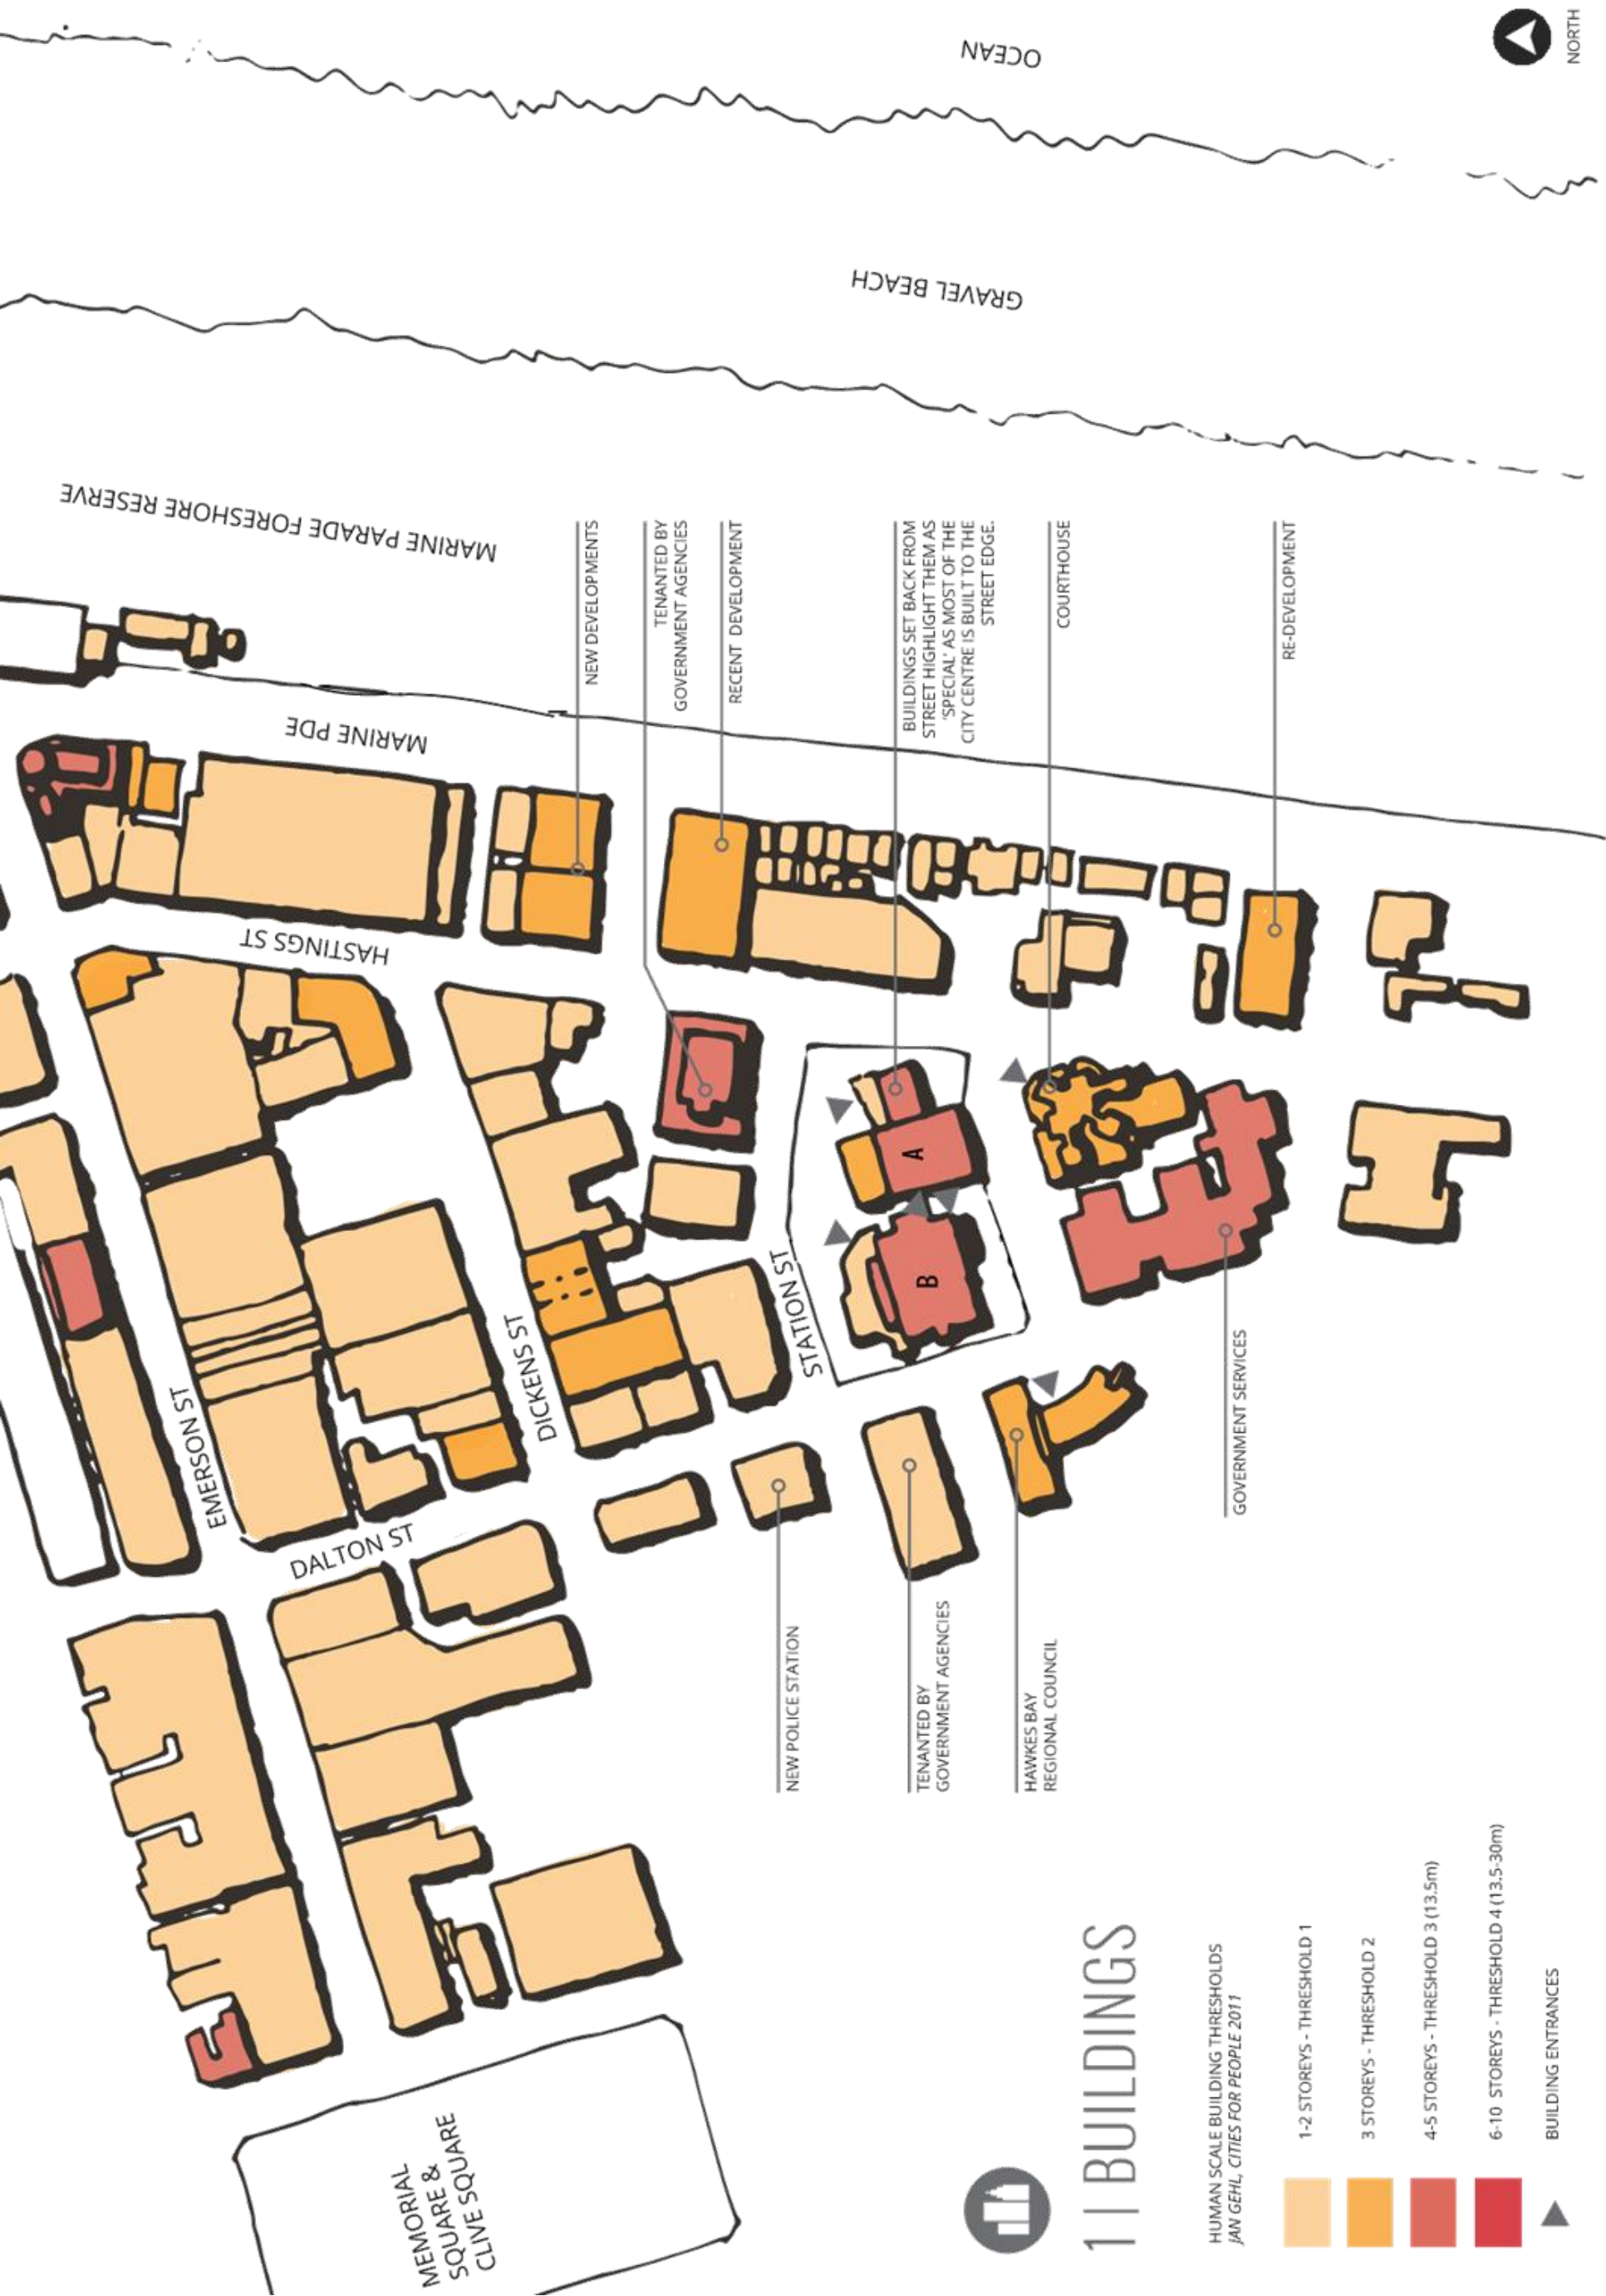 OCEAN
NORTH
GRAVEL BEACH
MARINE PARADE FORESHORE RESERVE
MARINE PDE
HASTINGS ST
EMERSON ST
DALTON ST
DICKENS ST
STATION ST
NEW DEVELOPMENTS
TENANTED BY
GOVERNMENT AGENCIES
RECENT DEVELOPMENT
BUILDINGS SET BACK FROM
STREET HIGHLIGHT THEM AS
'SPECIAL' AS MOST OF THE
CITY CENTRE IS BUILT TO THE
STREET EDGE.
COURTHOUSE
RE-DEVELOPMENT
A
B
GOVERNMENT SERVICES
NEW POLICE STATION
TENANTED BY
GOVERNMENT AGENCIES
HAWKES BAY
REGIONAL COUNCIL
MEMORIAL
SQUARE &
CLIVE SQUARE
1 | BUILDINGS
HUMAN SCALE BUILDING THRESHOLDS
JAN GEHL, CITIES FOR PEOPLE 2011
1-2 STOREYS - THRESHOLD 1
3 STOREYS - THRESHOLD 2
4-5 STOREYS - THRESHOLD 3 (13.5m)
6-10 STOREYS - THRESHOLD 4 (13.5-30m)
BUILDING ENTRANCES